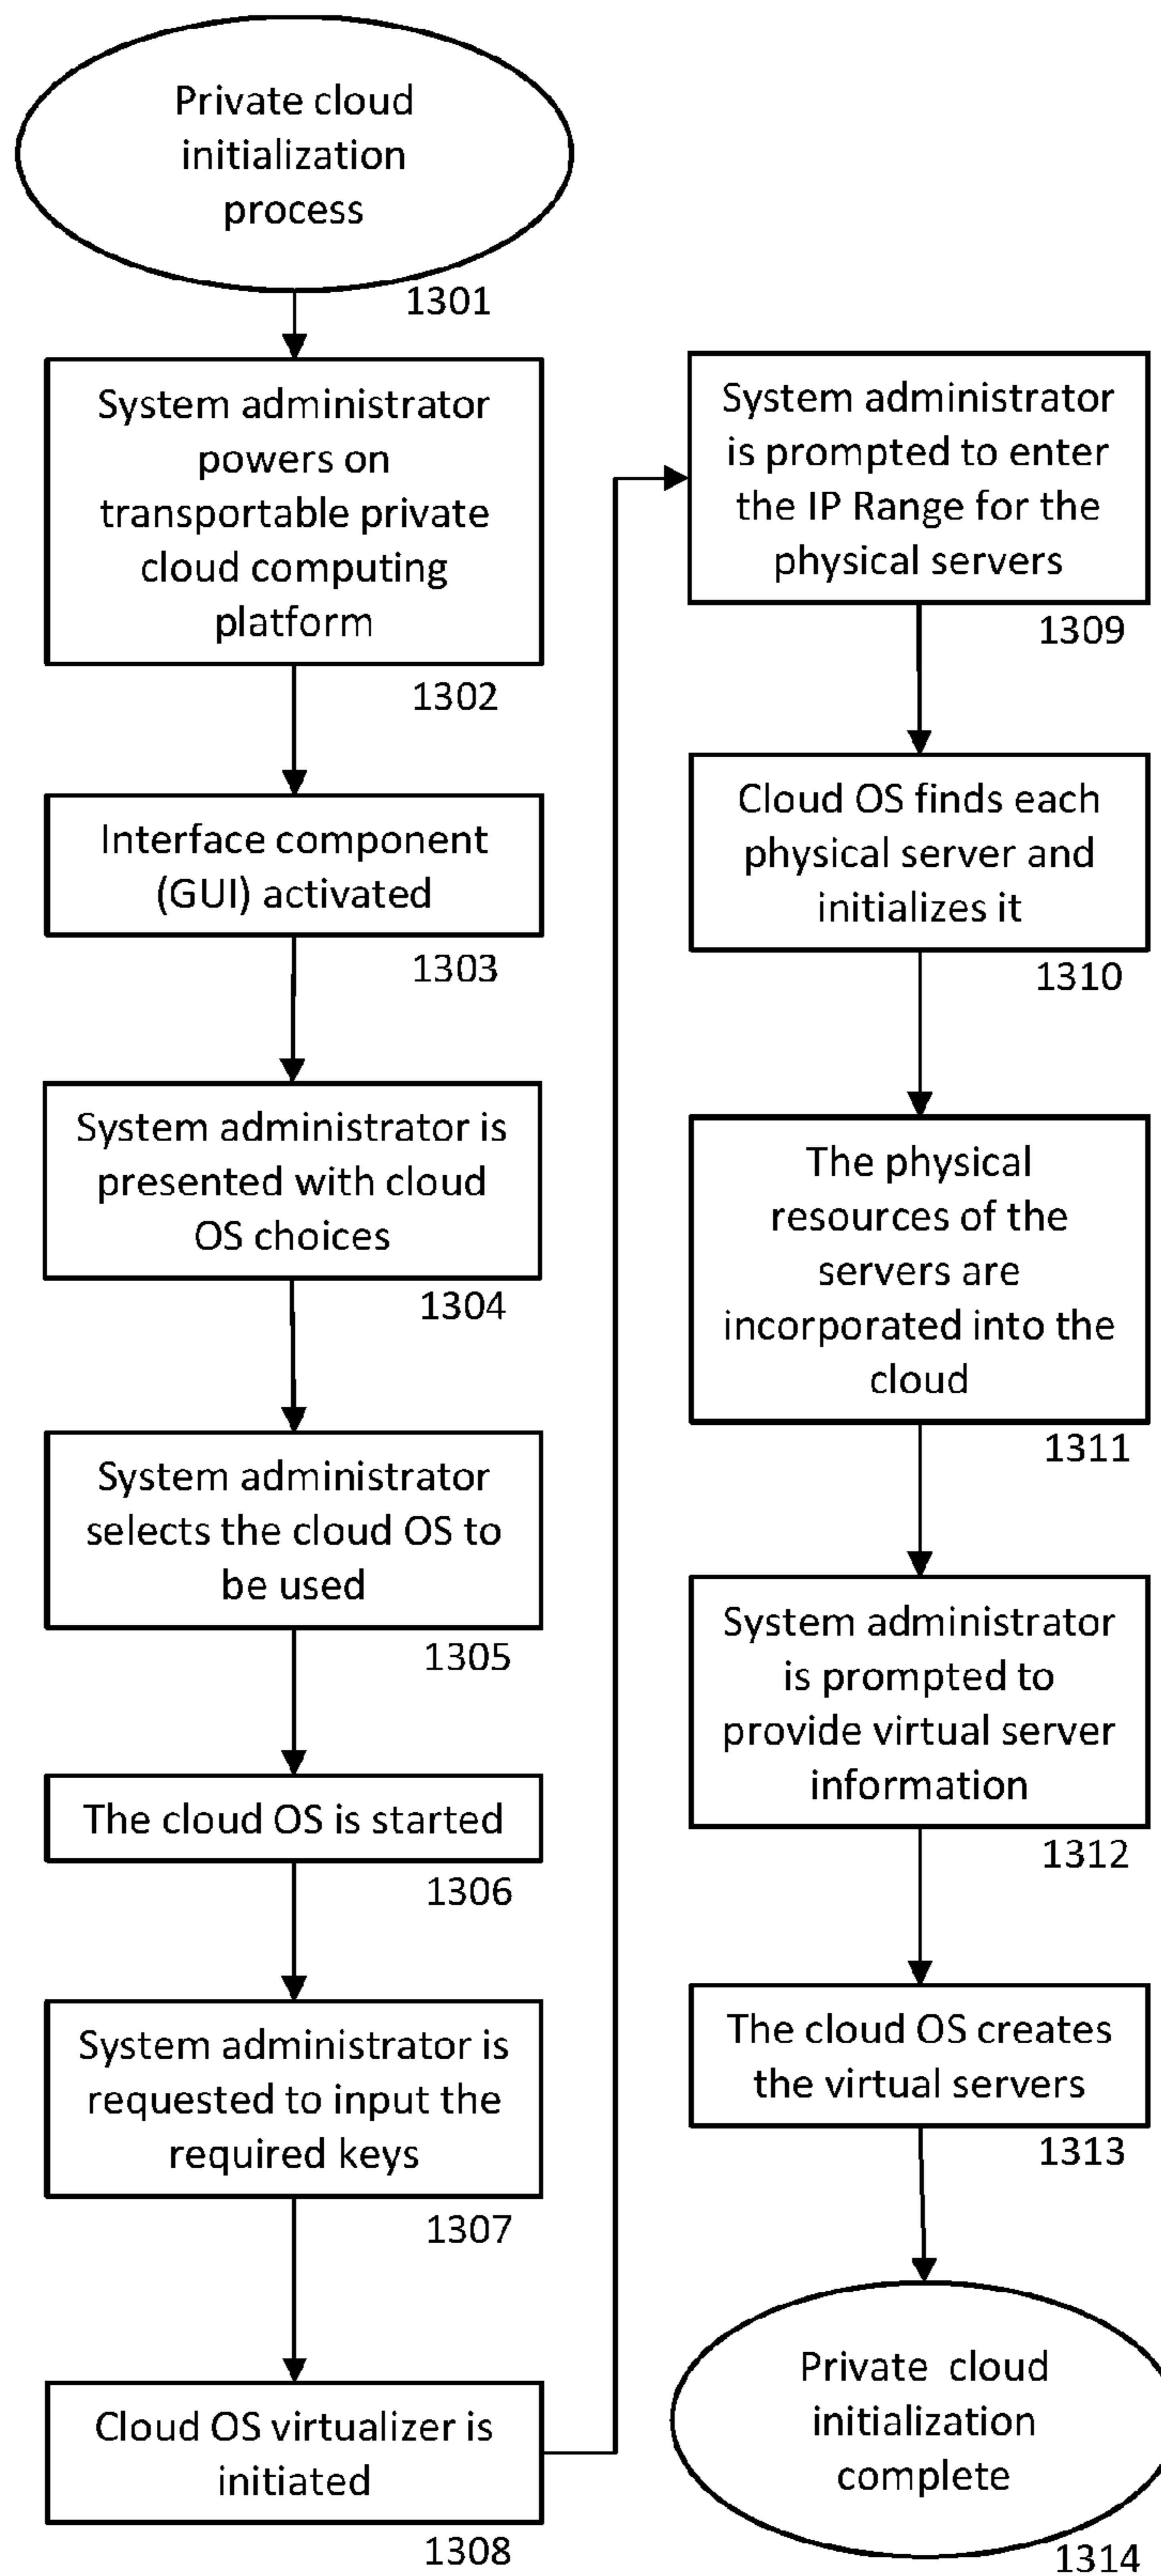 Private cloud
initialization
process
1301
System administrator
powers on
transportable private
cloud computing
platform
1302
Interface component
(GUI) activated
1303
System administrator is
presented with cloud
OS choices
1304
System administrator
selects the cloud OS to
be used
1305
The cloud OS is started
1306
System administrator is
requested to input the
required keys
1307
Cloud OS virtualizer is
initiated
1308
System administrator
is prompted to enter
the IP Range for the
physical servers
1309
Cloud OS finds each
physical server and
initializes it
1310
The physical
resources of the
servers are
incorporated into the
cloud
1311
System administrator
is prompted to
provide virtual server
information
1312
The cloud OS creates
the virtual servers
1313
Private cloud
initialization
complete
1314